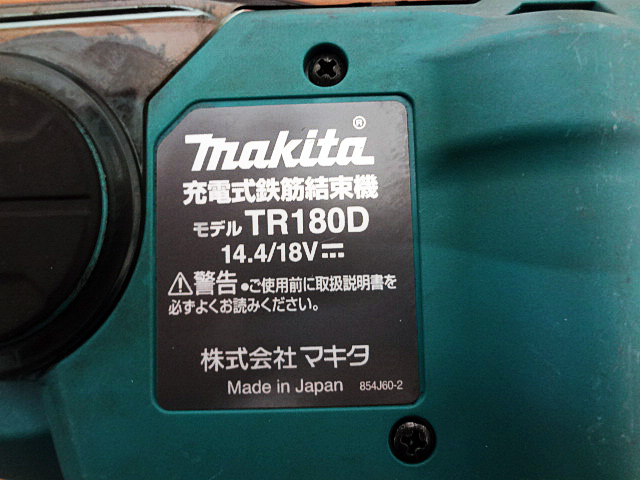 makita®
充電式鉄筋結束機
モデル TR180D
14.4/18V⎓
⚠警告 ●ご使用前に取扱説明書を
必ずよくお読みください。
株式会社 マキタ
Made in Japan 854J60-2